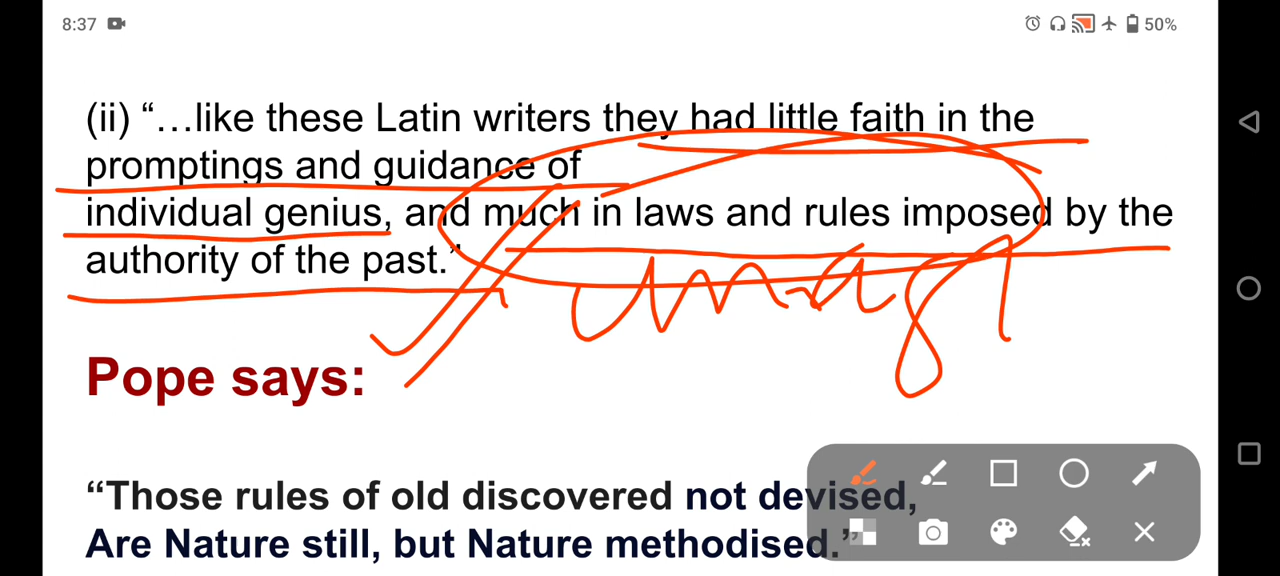 8:37
50%
(ii) “…like these Latin writers they had little faith in the
promptings and guidance of
individual genius, and much in laws and rules imposed by the
authority of the past.”
Pope says:
“Those rules of old discovered not devised,
Are Nature still, but Nature methodised.”